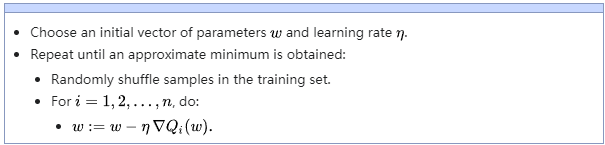 • Choose an initial vector of parameters w and learning rate η.
• Repeat until an approximate minimum is obtained:
• Randomly shuffle samples in the training set.
• For i = 1, 2, . . . , n, do:
• w := w − η ∇Qᵢ(w).